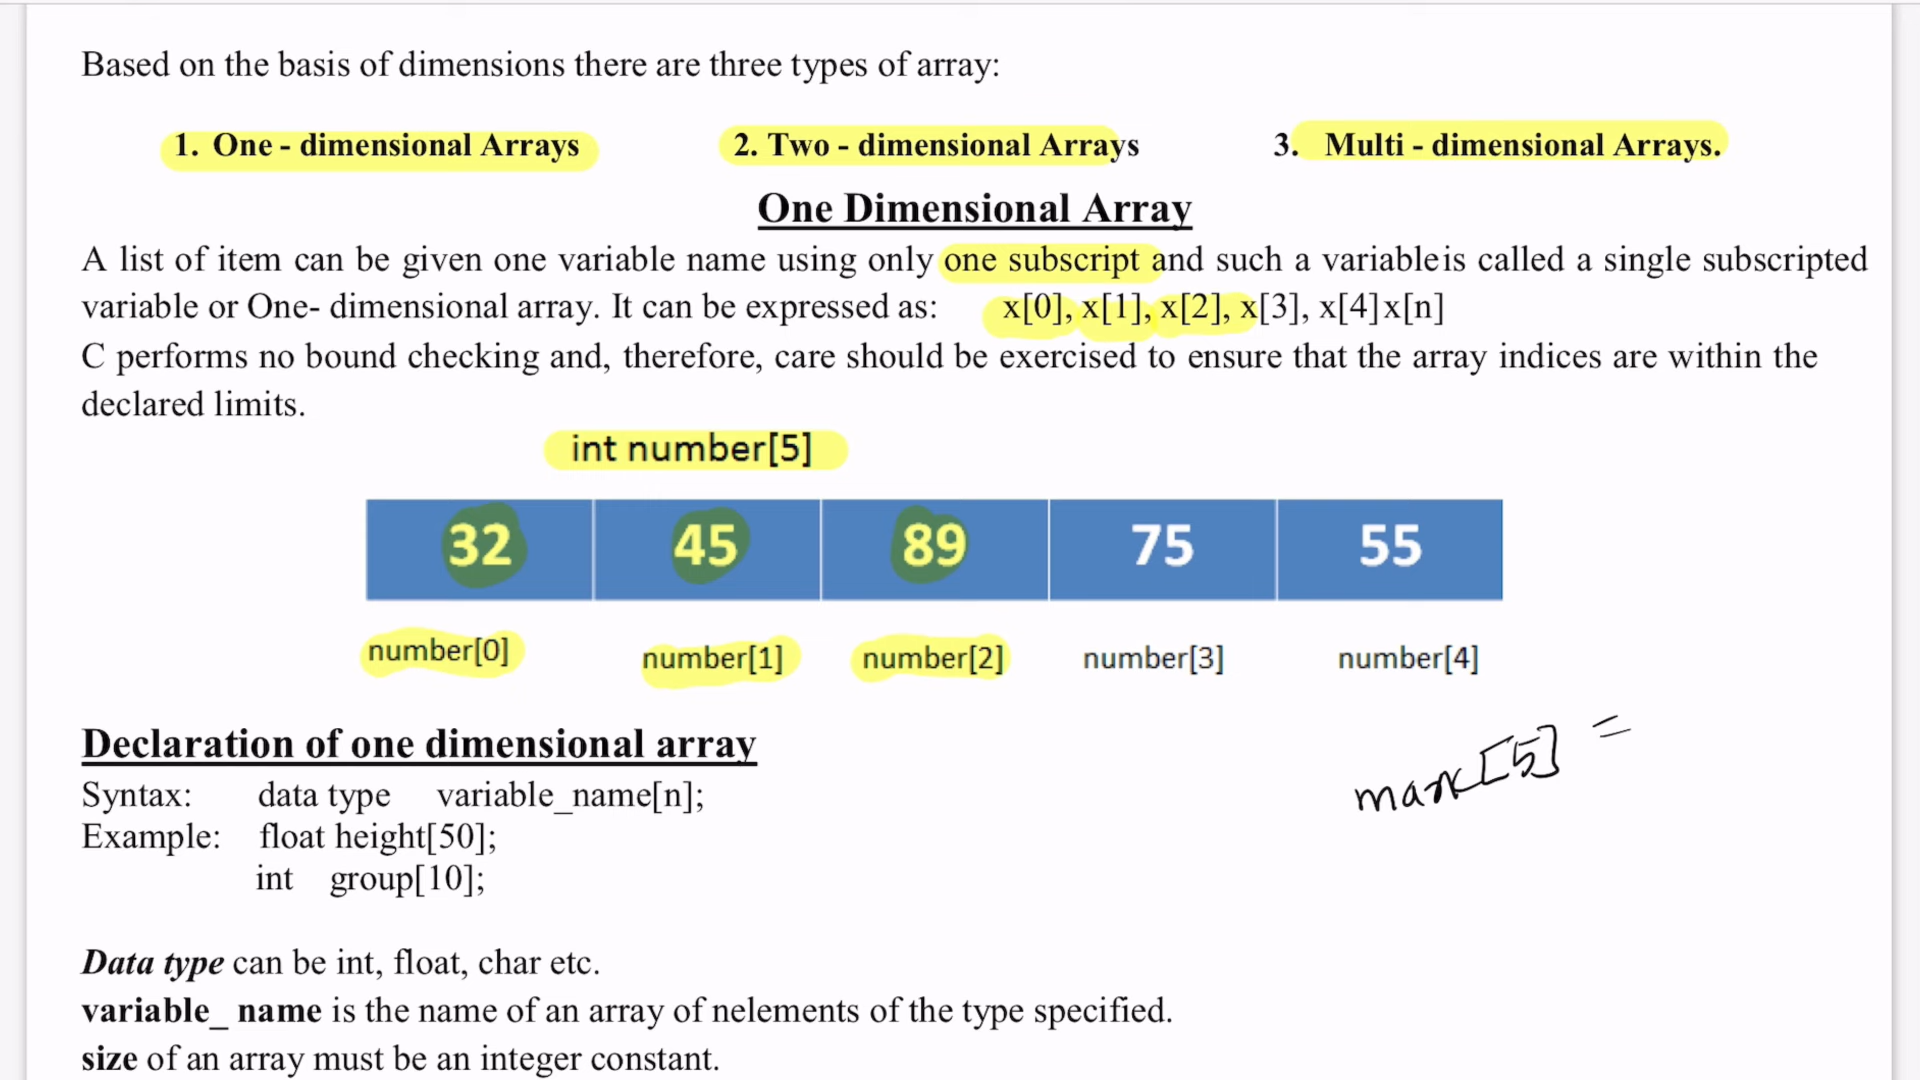 Based on the basis of dimensions there are three types of array:
1. One - dimensional Arrays 2. Two - dimensional Arrays 3. Multi - dimensional Arrays.
One Dimensional Array
A list of item can be given one variable name using only one subscript and such a variableis called a single subscripted
variable or One- dimensional array. It can be expressed as: x[0], x[1], x[2], x[3], x[4]x[n]
C performs no bound checking and, therefore, care should be exercised to ensure that the array indices are within the
declared limits.
int number[5]
32 45 89 75 55
number[0] number[1] number[2] number[3] number[4]
Declaration of one dimensional array
mark[5] =
Syntax: data type variable_name[n];
Example: float height[50];
int group[10];
Data type can be int, float, char etc.
variable_ name is the name of an array of nelements of the type specified.
size of an array must be an integer constant.